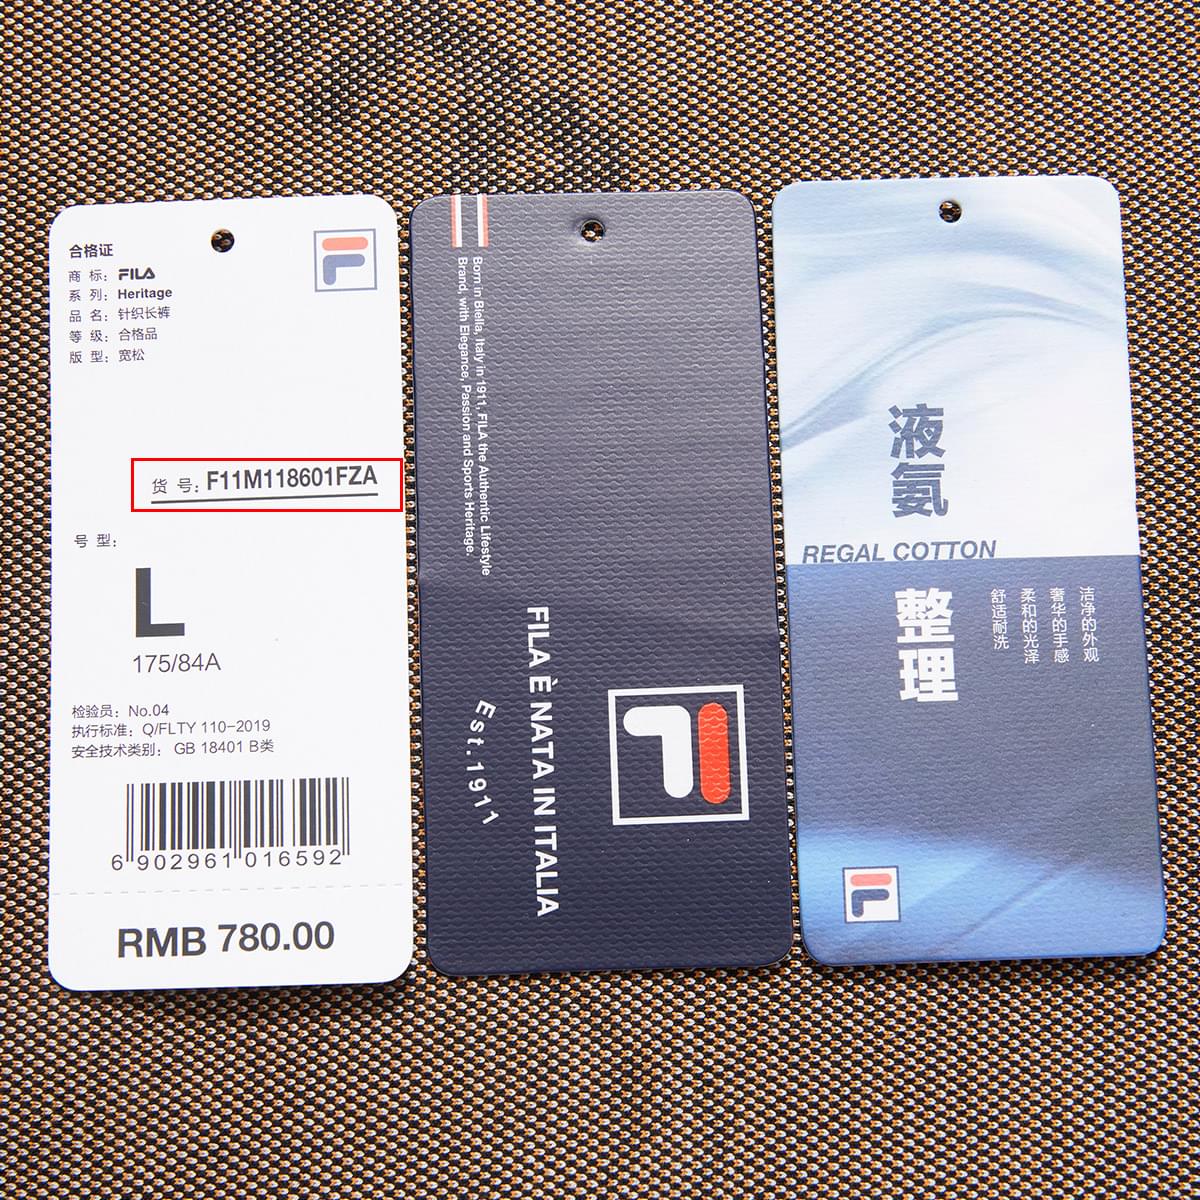 合格证
商 标: FILA
系 列: Heritage
品 名: 针织长裤
等 级: 合格品
版 型: 宽松
货 号: F11M118601FZA
号 型:
L
175/84A
检验员: No.04
执行标准: Q/FLTY 110-2019
安全技术类别: GB 18401 B类
6 902961 016592
RMB 780.00
Born in Biella, Italy in 1911, FILA the Authentic Lifestyle
Brand, with Elegance, Passion and Sports Heritage.
FILA È NATA IN ITALIA
Est.1911
液氨
REGAL COTTON
整理
洁净的外观
奢华的手感
柔和的光泽
舒适耐洗